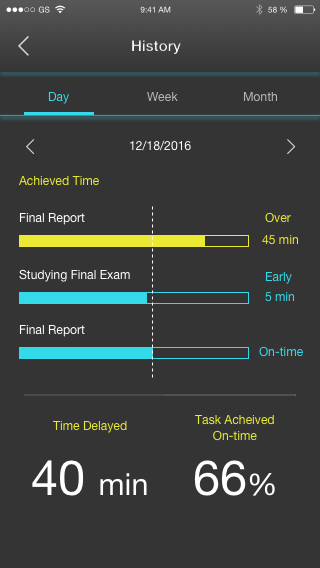 GS 9:41 AM 58 %
History
Day Week Month
12/18/2016
Achieved Time
Final Report Over
45 min
Studying Final Exam Early
5 min
Final Report
On-time
Time Delayed Task Acheived
On-time
40 min 66%